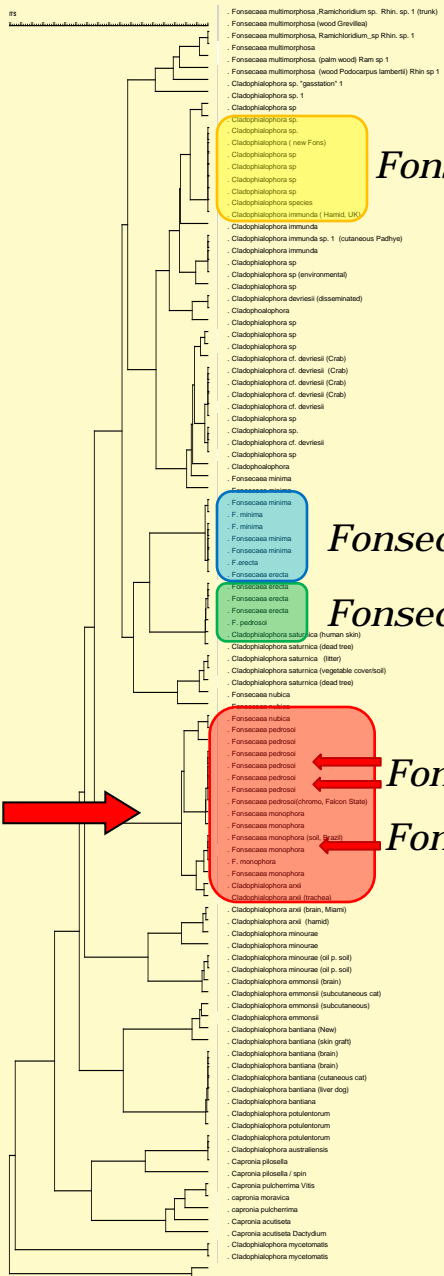 rrs
. Fonsecaea multimorphosa ,Ramichoridium sp. Rhin. sp. 1 (trunk)
. Fonsecaea multimorphosa (wood Grevillea)
. Fonsecaea multimorphosa, Ramichloridium_sp Rhin. sp. 1
. Fonsecaea multimorphosa
. Fonsecaea multimorphosa. (palm wood) Ram sp 1
. Fonsecaea multimorphosa (wood Podocarpus lambertii) Rhin sp 1
. Cladophialophora sp. "gasstation" 1
. Cladophialophora sp. 1
. Cladophialophora sp
. Cladophialophora sp.
. Cladophialophora sp.
. Cladophialophora ( new Fons)
. Cladophialophora sp
. Cladophialophora sp
. Cladophialophora sp
. Cladophialophora sp
. Cladophialophora species
. Cladophialophora immunda ( Hamid, UK)
. Cladophialophora immunda
. Cladophialophora immunda sp. 1 (cutaneous Padhye)
. Cladophialophora immunda
. Cladophialophora sp
. Cladophialophora sp (environmental)
. Cladophialophora sp
. Cladophialophora devriesii (disseminated)
. Cladophoalophora
. Cladophialophora sp
. Cladophialophora sp
. Cladophialophora sp
. Cladophialophora cf. devriesii (Crab)
. Cladophialophora cf. devriesii (Crab)
. Cladophialophora cf. devriesii (Crab)
. Cladophialophora cf. devriesii (Crab)
. Cladophialophora cf. devriesii
. Cladophialophora sp
. Cladophialophora sp.
. Cladophialophora cf. devriesii
. Cladophialophora sp
. Cladophoalophora
. Fonsecaea minima
. Fonsecaea minima
. Fonsecaea minima
. F. minima
. F. minima
. Fonsecaea minima
. Fonsecaea minima
. F.erecta
. Fonsecaea erecta
. Fonsecaea erecta
. Fonsecaea erecta
. Fonsecaea erecta
. F. pedrosoi
. Cladophialophora saturnica (human skin)
. Cladophialophora saturnica (dead tree)
. Cladophialophora saturnica (litter)
. Cladophialophora saturnica (vegetable cover/soil)
. Cladophialophora saturnica (dead tree)
. Fonsecaea nubica
. Fonsecaea nubica
. Fonsecaea nubica
. Fonsecaea pedrosoi
. Fonsecaea pedrosoi
. Fonsecaea pedrosoi
. Fonsecaea pedrosoi
. Fonsecaea pedrosoi
. Fonsecaea pedrosoi
. Fonsecaea pedrosoi(chromo, Falcon State)
. Fonsecaea monophora
. Fonsecaea monophora
. Fonsecaea monophora (soil, Brazil)
. Fonsecaea monophora
. F. monophora
. Fonsecaea monophora
. Cladophialophora arxii
. Cladophialophora arxii (trachea)
. Cladophialophora arxii (brain, Miami)
. Cladophialophora arxii (hamid)
. Cladophialophora minourae
. Cladophialophora minourae
. Cladophialophora minourae (oil p. soil)
. Cladophialophora minourae (oil p. soil)
. Cladophialophora emmonsii (brain)
. Cladophialophora emmonsii (subcutaneous cat)
. Cladophialophora emmonsii (subcutaneous)
. Cladophialophora emmonsii
. Cladophialophora bantiana (New)
. Cladophialophora bantiana (skin graft)
. Cladophialophora bantiana (brain)
. Cladophialophora bantiana (brain)
. Cladophialophora bantiana (cutaneous cat)
. Cladophialophora bantiana (liver dog)
. Cladophialophora bantiana
. Cladophialophora potulentorum
. Cladophialophora potulentorum
. Cladophialophora potulentorum
. Cladophialophora australiensis
. Capronia pilosella
. Capronia pilosella / spin
. Capronia pulcherrima Vitis
. capronia moravica
. capronia pulcherrima
. Capronia acutiseta
. Capronia acutiseta Dactydium
. Cladophialophora mycetomatis
. Cladophialophora mycetomatis
Fons
Fonsec
Fonsec
Fon
Fon